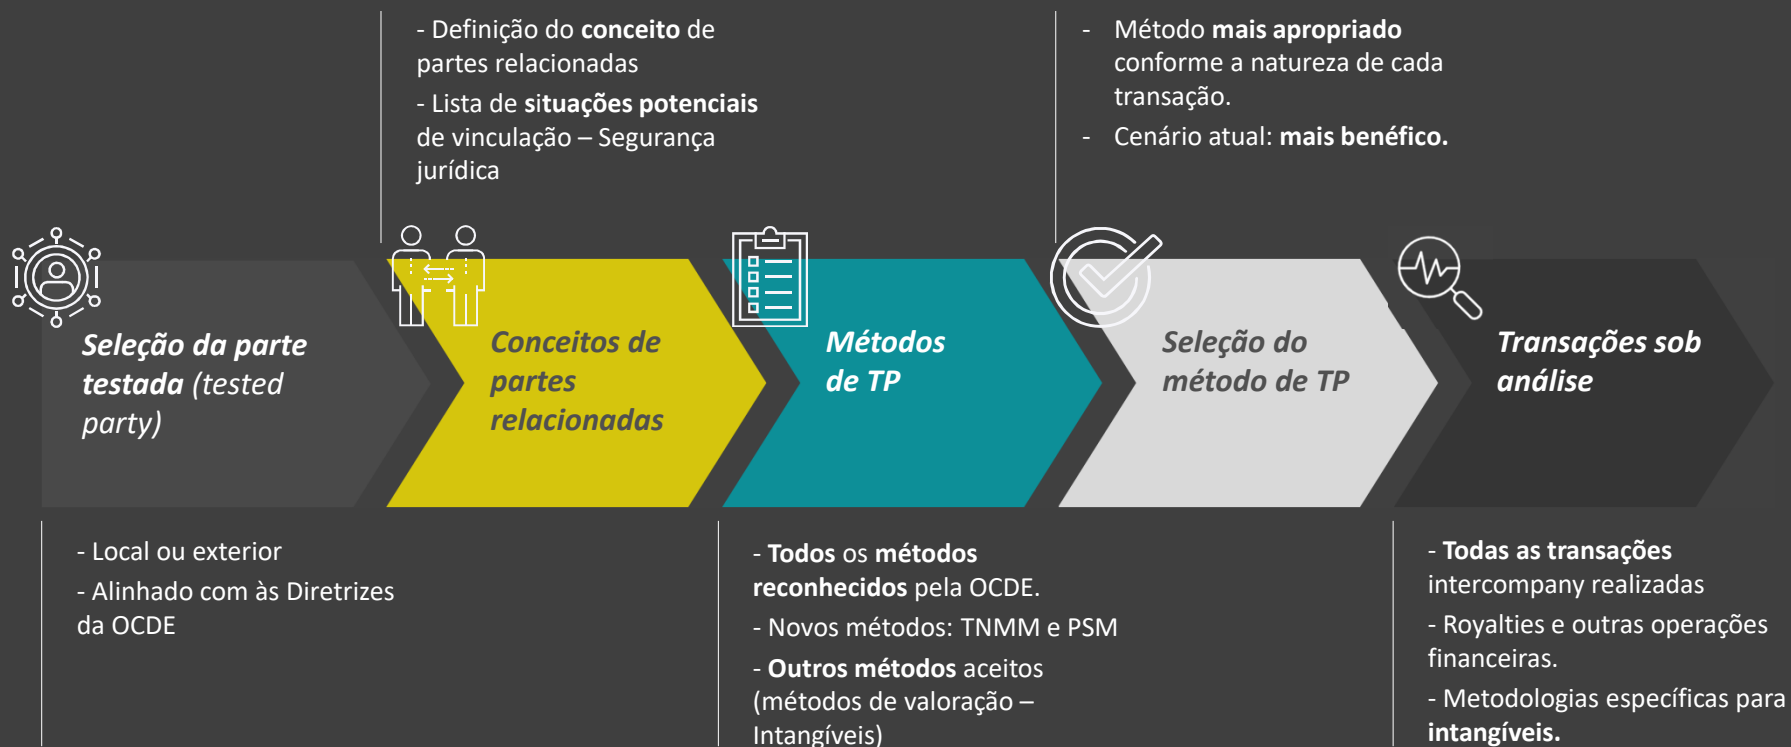 - Definição do conceito de
partes relacionadas
- Lista de situações potenciais
de vinculação – Segurança
jurídica
- Método mais apropriado
conforme a natureza de cada
transação.
- Cenário atual: mais benéfico.
Seleção da parte
testada (tested
party)
Conceitos de
partes
relacionadas
Métodos
de TP
Seleção do
método de TP
Transações sob
análise
- Local ou exterior
- Alinhado com às Diretrizes
da OCDE
- Todos os métodos
reconhecidos pela OCDE.
- Novos métodos: TNMM e PSM
- Outros métodos aceitos
(métodos de valoração –
Intangíveis)
- Todas as transações
intercompany realizadas
- Royalties e outras operações
financeiras.
- Metodologias específicas para
intangíveis.